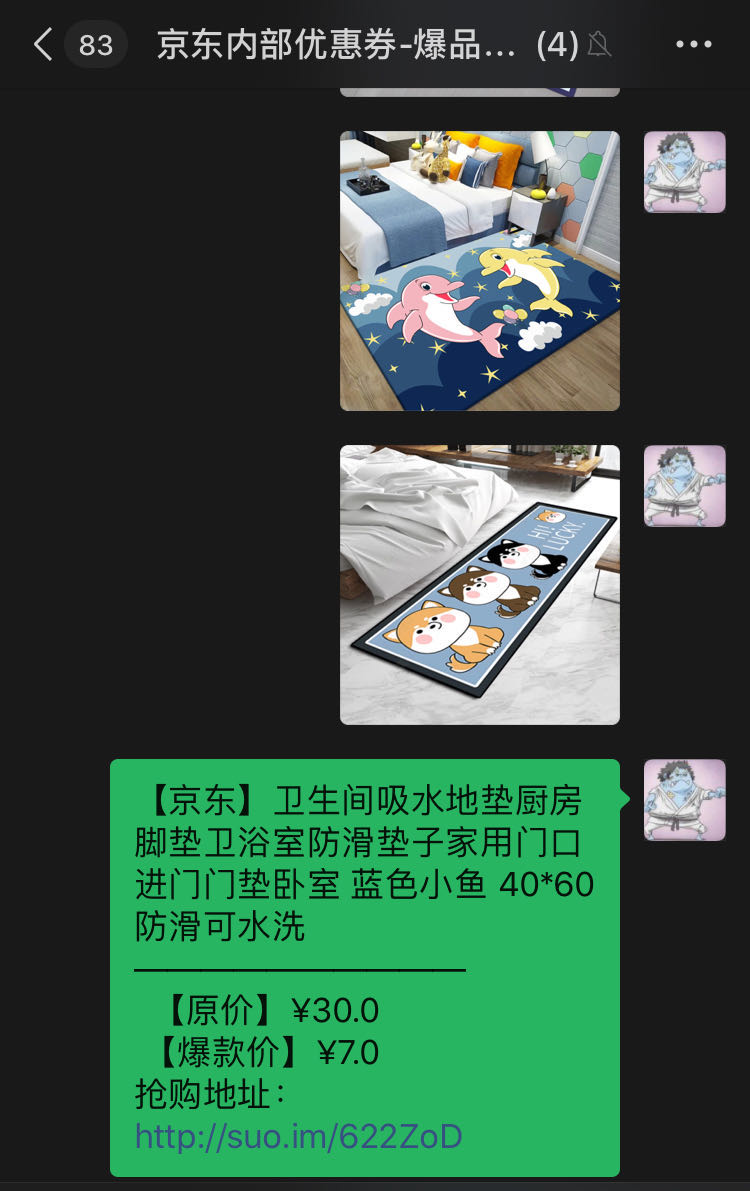 83
京东内部优惠券-爆品... (4)
HI!
LUCKY.
【京东】卫生间吸水地垫厨房
脚垫卫浴室防滑垫子家用门口
进门门垫卧室 蓝色小鱼 40*60
防滑可水洗
——————————
【原价】¥30.0
【爆款价】¥7.0
抢购地址：
http://suo.im/622ZoD